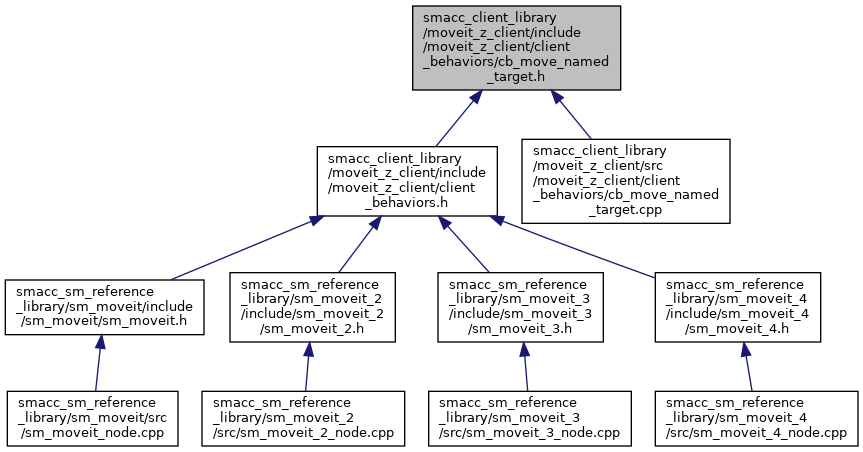 smacc_client_library
/moveit_z_client/include
/moveit_z_client/client
_behaviors/cb_move_named
_target.h
smacc_client_library
/moveit_z_client/include
/moveit_z_client/client
_behaviors.h
smacc_client_library
/moveit_z_client/src
/moveit_z_client/client
_behaviors/cb_move_named
_target.cpp
smacc_sm_reference
_library/sm_moveit/include
/sm_moveit/sm_moveit.h
smacc_sm_reference
_library/sm_moveit_2
/include/sm_moveit_2
/sm_moveit_2.h
smacc_sm_reference
_library/sm_moveit_3
/include/sm_moveit_3
/sm_moveit_3.h
smacc_sm_reference
_library/sm_moveit_4
/include/sm_moveit_4
/sm_moveit_4.h
smacc_sm_reference
_library/sm_moveit/src
/sm_moveit_node.cpp
smacc_sm_reference
_library/sm_moveit_2
/src/sm_moveit_2_node.cpp
smacc_sm_reference
_library/sm_moveit_3
/src/sm_moveit_3_node.cpp
smacc_sm_reference
_library/sm_moveit_4
/src/sm_moveit_4_node.cpp